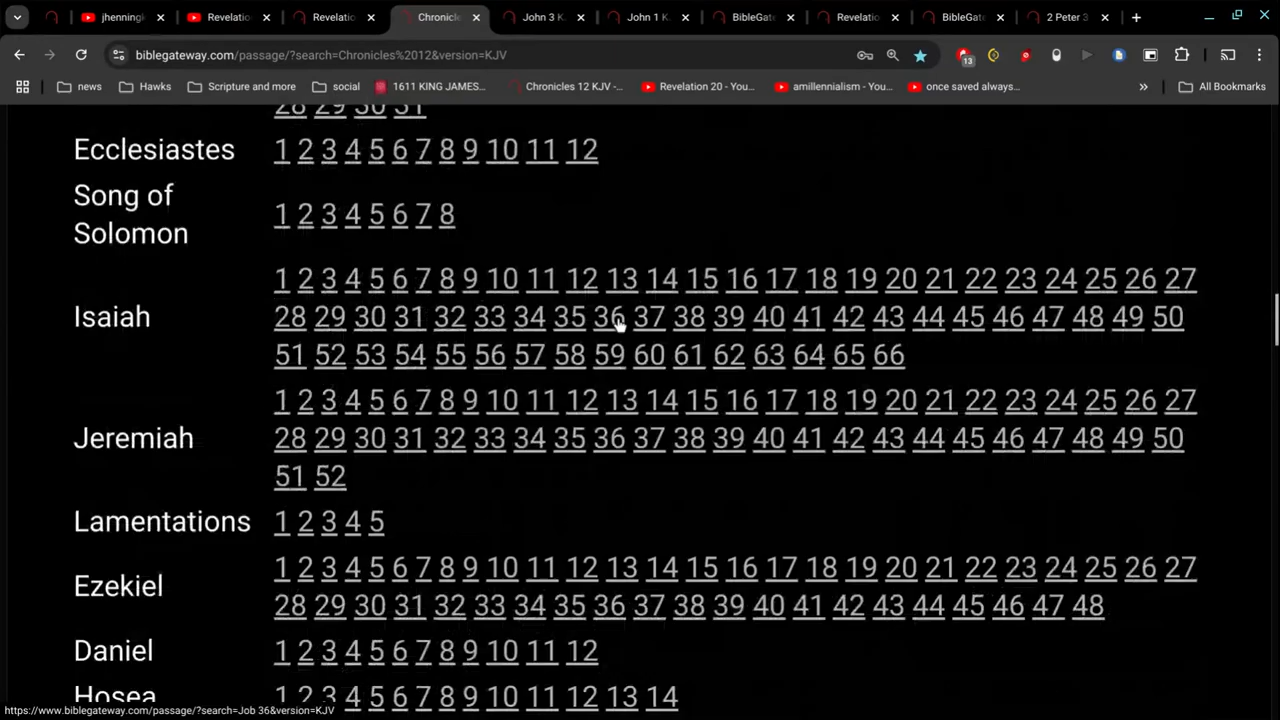 jhenningk
Revelatio
Revelatio
Chronicle
John 3 K
John 1 K
BibleGat
Revelatio
BibleGat
2 Peter 3
biblegateway.com/passage/?search=Chronicles%2012&version=KJV
13
news
Hawks
Scripture and more
social
1611 KING JAMES...
Chronicles 12 KJV -...
Revelation 20 - You...
amillennialism - You...
once saved always...
All Bookmarks
28 29 30 31
Ecclesiastes 1 2 3 4 5 6 7 8 9 10 11 12
Song of
Solomon
1 2 3 4 5 6 7 8
1 2 3 4 5 6 7 8 9 10 11 12 13 14 15 16 17 18 19 20 21 22 23 24 25 26 27
Isaiah 28 29 30 31 32 33 34 35 36 37 38 39 40 41 42 43 44 45 46 47 48 49 50
51 52 53 54 55 56 57 58 59 60 61 62 63 64 65 66
1 2 3 4 5 6 7 8 9 10 11 12 13 14 15 16 17 18 19 20 21 22 23 24 25 26 27
Jeremiah 28 29 30 31 32 33 34 35 36 37 38 39 40 41 42 43 44 45 46 47 48 49 50
51 52
Lamentations 1 2 3 4 5
1 2 3 4 5 6 7 8 9 10 11 12 13 14 15 16 17 18 19 20 21 22 23 24 25 26 27
Ezekiel
28 29 30 31 32 33 34 35 36 37 38 39 40 41 42 43 44 45 46 47 48
Daniel 1 2 3 4 5 6 7 8 9 10 11 12
Hosea 1 2 3 4 5 6 7 8 9 10 11 12 13 14
https://www.biblegateway.com/passage/?search=Job 36&version=KJV